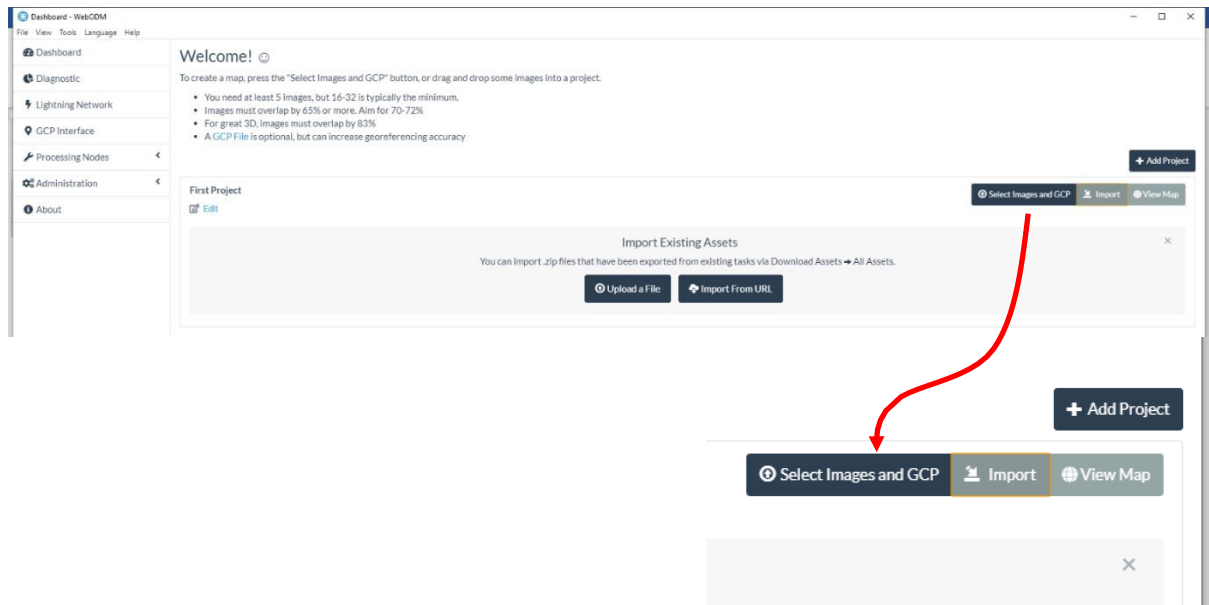 Dashboard - WebODM
File View Tools Language Help
Dashboard
Diagnostic
Lightning Network
GCP Interface
Processing Nodes
Administration
About
Welcome! ☺
To create a map, press the "Select Images and GCP" button, or drag and drop some images into a project.
• You need at least 5 images, but 16-32 is typically the minimum.
• Images must overlap by 65% or more. Aim for 70-72%
• For great 3D, images must overlap by 83%
• A GCP File is optional, but can increase georeferencing accuracy
+ Add Project
First Project
Select Images and GCP Import View Map
Edit
Import Existing Assets
You can import .zip files that have been exported from existing tasks via Download Assets ➔ All Assets.
Upload a File Import From URL
+ Add Project
Select Images and GCP Import View Map